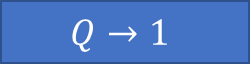 Q → 1